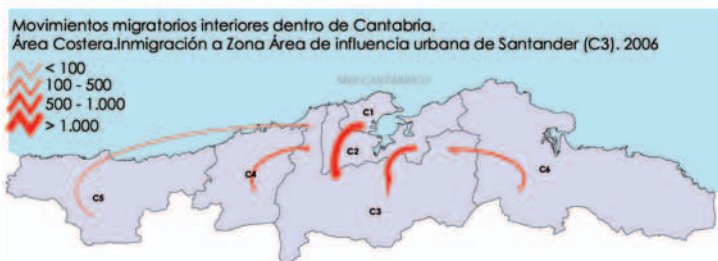 Movimientos migratorios interiores dentro de Cantabria.
Área Costera.Inmigración a Zona Área de influencia urbana de Santander (C3). 2006
< 100
100 - 500
500 - 1.000
> 1.000
MAR CANTÁBRICO
C1
C2
C4
C6
C5
C3